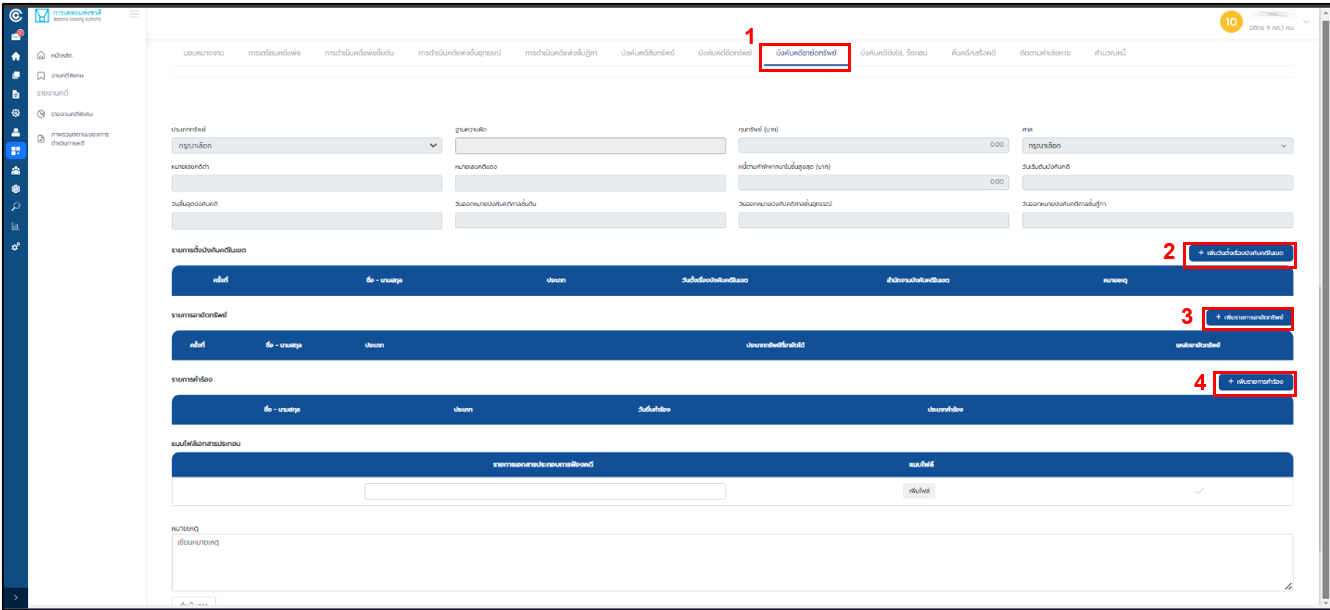 การเคหะแห่งชาติ
National Housing Authority
10
นิติกร 4 กด.1 กม.
หน้าหลัก
งานคดีพิเศษ
รายงานคดี
รายงานคดีพิเศษ
ภาพรวมสถานะของการ
ดำเนินการคดี
1
มอบหมายงาน การเตรียมคดีแพ่ง การดำเนินคดีแพ่งชั้นต้น การดำเนินคดีแพ่งชั้นอุทธรณ์ การดำเนินคดีแพ่งชั้นฎีกา บังคับคดีสืบทรัพย์ บังคับคดียึดทรัพย์ บังคับคดีอายัดทรัพย์ บังคับคดีขับไล่, รื้อถอน คืนคดี/เสร็จคดี ติดตามค่าเสียหาย คำนวณหนี้
ประเภททรัพย์ ฐานความผิด ทุนทรัพย์ (บาท) ศาล
กรุณาเลือก 0.00 กรุณาเลือก
หมายเลขคดีดำ หมายเลขคดีแดง หนี้ตามคำพิพากษาในชั้นสูงสุด (บาท) วันเริ่มต้นบังคับคดี
0.00
วันสิ้นสุดบังคับคดี วันออกหมายบังคับคดีศาลชั้นต้น วันออกหมายบังคับคดีศาลชั้นอุทธรณ์ วันออกหมายบังคับคดีศาลชั้นฎีกา
รายการตั้งบังคับคดีในเขต 2 + เพิ่มวันตั้งเรื่องบังคับคดีในเขต
ครั้งที่ ชื่อ - นามสกุล ประเภท วันตั้งเรื่องบังคับคดีในเขต สำนักงานบังคับคดีในเขต หมายเหตุ
รายการอายัดทรัพย์ 3 + เพิ่มรายการอายัดทรัพย์
ครั้งที่ ชื่อ - นามสกุล ประเภท ประเภททรัพย์ที่อายัดได้ แหล่งอายัดทรัพย์
รายการคำร้อง 4 + เพิ่มรายการคำร้อง
ชื่อ - นามสกุล ประเภท วันยื่นคำร้อง ประเภทคำร้อง
แนบไฟล์เอกสารประกอบ
รายการเอกสารประกอบการฟ้องคดี แนบไฟล์
เพิ่มไฟล์
หมายเหตุ
เขียนหมายเหตุ